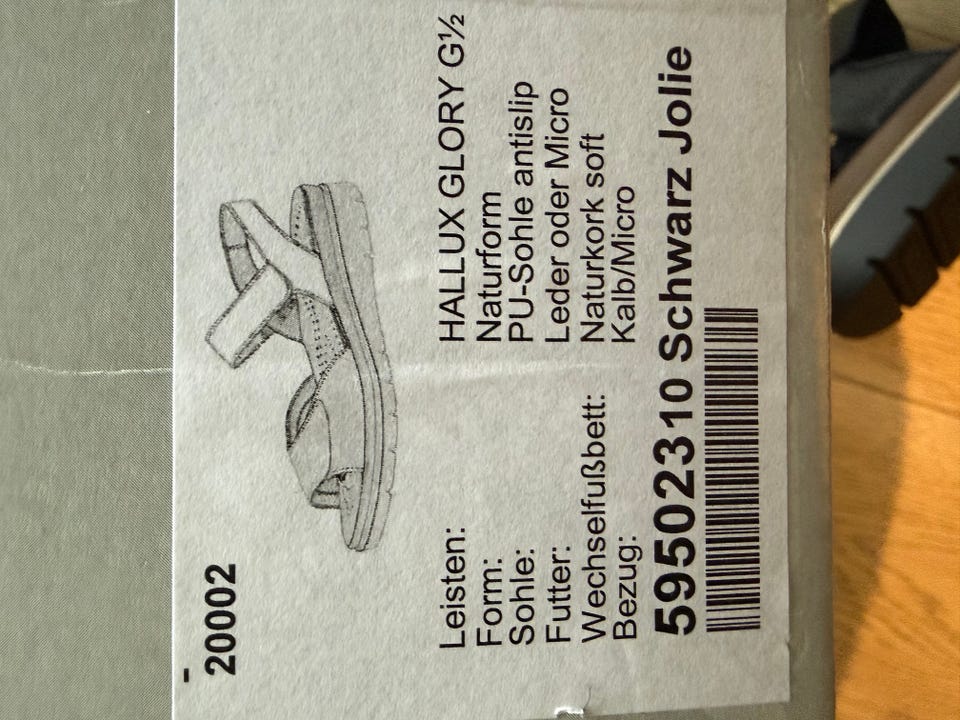 20002
Leisten: HALLUX GLORY G½
Form: Naturform
Sohle: PU-Sohle antislip
Futter: Leder oder Micro
Wechselfußbett: Naturkork soft
Bezug: Kalb/Micro
59502310 Schwarz Jolie